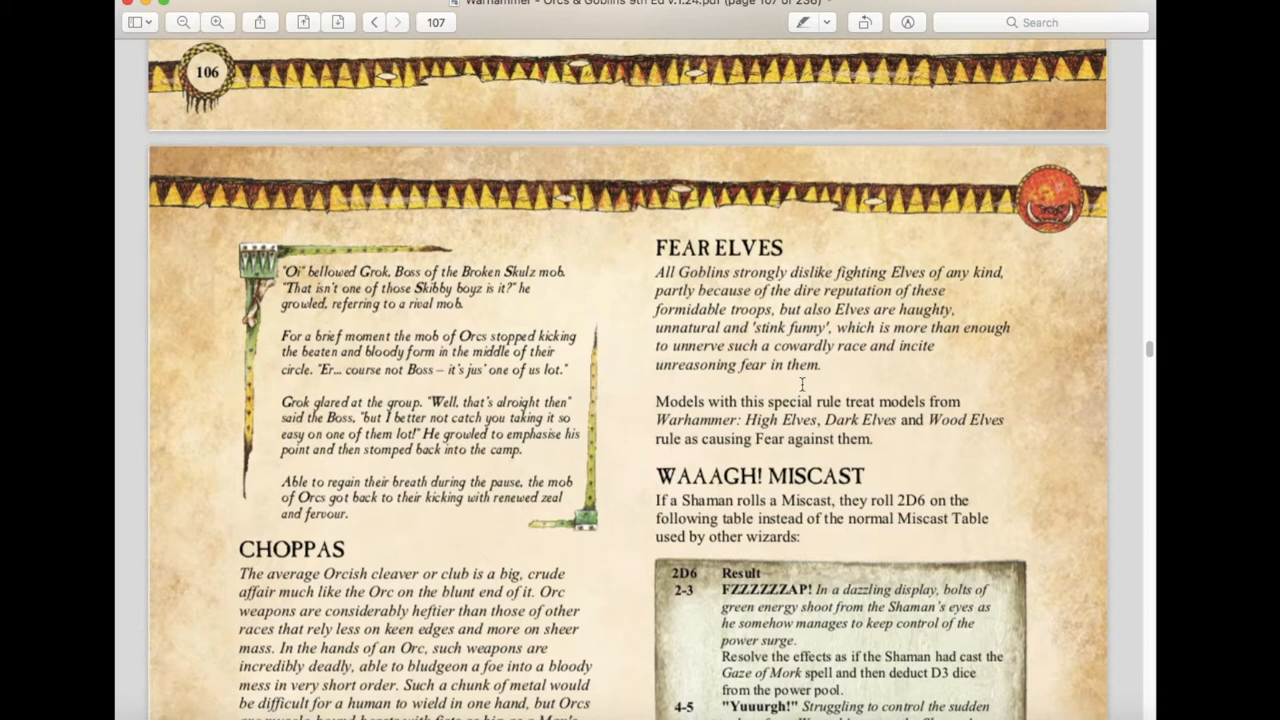 Warhammer - Orcs & Goblins 9th Ed v.1.24.pdf (page 107 of 236)
107
Search
106
"Oi" bellowed Grok, Boss of the Broken Skulz mob.
"That isn't one of those Skibby boyz is it?" he
growled, referring to a rival mob.
For a brief moment the mob of Orcs stopped kicking
the beaten and bloody form in the middle of their
circle. "Er... course not Boss – it's jus' one of us lot."
Grok glared at the group. "Well, that's alroight then"
said the Boss, "but I better not catch you taking it so
easy on one of them lot!" He growled to emphasise his
point and then stomped back into the camp.
Able to regain their breath during the pause, the mob
of Orcs got back to their kicking with renewed zeal
and fervour.
CHOPPAS
The average Orcish cleaver or club is a big, crude
affair much like the Orc on the blunt end of it. Orc
weapons are considerably heftier than those of other
races that rely less on keen edges and more on sheer
mass. In the hands of an Orc, such weapons are
incredibly deadly, able to bludgeon a foe into a bloody
mess in very short order. Such a chunk of metal would
be difficult for a human to wield in one hand, but Orcs
FEAR ELVES
All Goblins strongly dislike fighting Elves of any kind,
partly because of the dire reputation of these
formidable troops, but also Elves are haughty,
unnatural and 'stink funny', which is more than enough
to unnerve such a cowardly race and incite
unreasoning fear in them.
Models with this special rule treat models from
Warhammer: High Elves, Dark Elves and Wood Elves
rule as causing Fear against them.
WAAAGH! MISCAST
If a Shaman rolls a Miscast, they roll 2D6 on the
following table instead of the normal Miscast Table
used by other wizards:
2D6 Result
2-3 FZZZZZZAP! In a dazzling display, bolts of
green energy shoot from the Shaman's eyes as
he somehow manages to keep control of the
power surge.
Resolve the effects as if the Shaman had cast the
Gaze of Mork spell and then deduct D3 dice
from the power pool.
4-5 "Yuuurgh!" Struggling to control the sudden